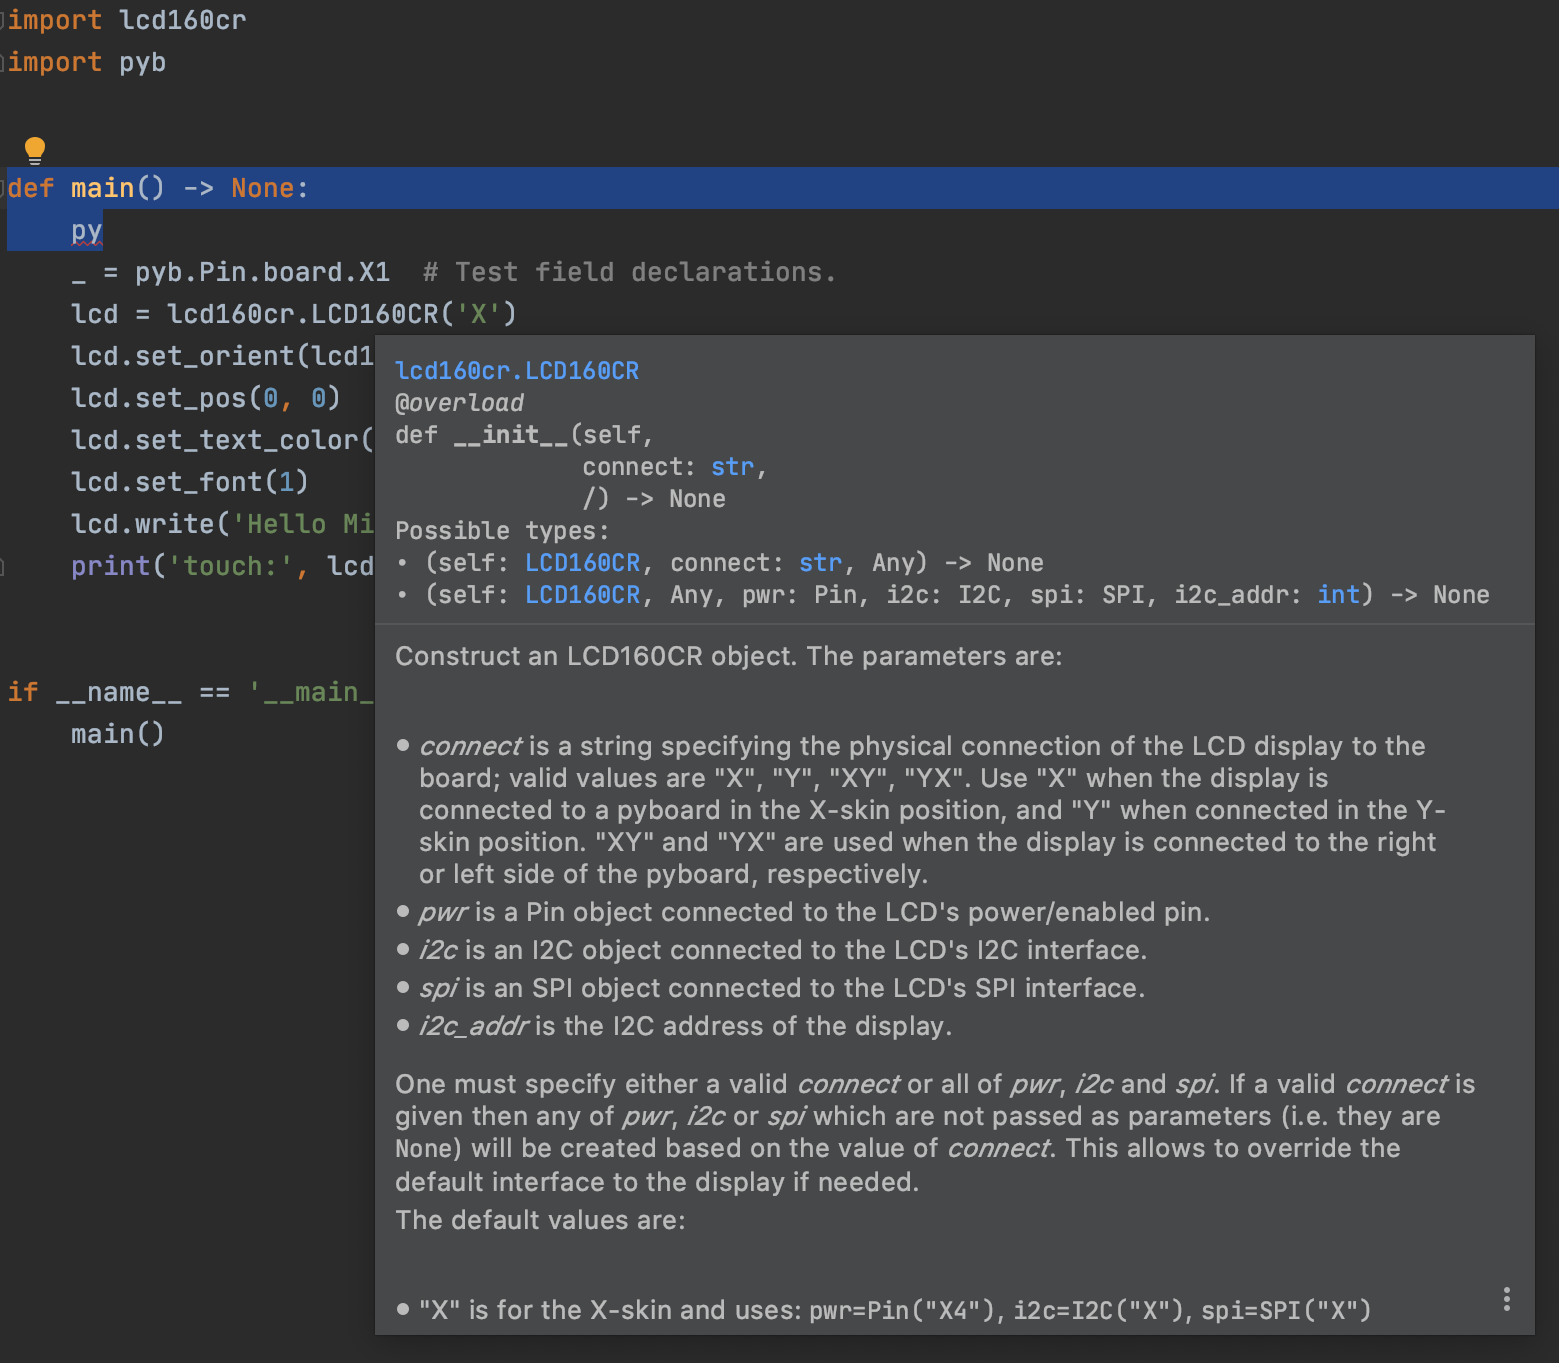 import lcd160cr
import pyb
def main() -> None:
    py
    _ = pyb.Pin.board.X1  # Test field declarations.
    lcd = lcd160cr.LCD160CR('X')
    lcd.set_orient(lcd1
    lcd.set_pos(0, 0)
    lcd.set_text_color(
    lcd.set_font(1)
    lcd.write('Hello Mi
    print('touch:', lcd
if __name__ == '__main_
    main()
lcd160cr.LCD160CR
@overload
def __init__(self,
             connect: str,
             /) -> None
Possible types:
• (self: LCD160CR, connect: str, Any) -> None
• (self: LCD160CR, Any, pwr: Pin, i2c: I2C, spi: SPI, i2c_addr: int) -> None
Construct an LCD160CR object. The parameters are:
• connect is a string specifying the physical connection of the LCD display to the
board; valid values are "X", "Y", "XY", "YX". Use "X" when the display is
connected to a pyboard in the X-skin position, and "Y" when connected in the Y-
skin position. "XY" and "YX" are used when the display is connected to the right
or left side of the pyboard, respectively.
• pwr is a Pin object connected to the LCD's power/enabled pin.
• i2c is an I2C object connected to the LCD's I2C interface.
• spi is an SPI object connected to the LCD's SPI interface.
• i2c_addr is the I2C address of the display.
One must specify either a valid connect or all of pwr, i2c and spi. If a valid connect is
given then any of pwr, i2c or spi which are not passed as parameters (i.e. they are
None) will be created based on the value of connect. This allows to override the
default interface to the display if needed.
The default values are:
• "X" is for the X-skin and uses: pwr=Pin("X4"), i2c=I2C("X"), spi=SPI("X")